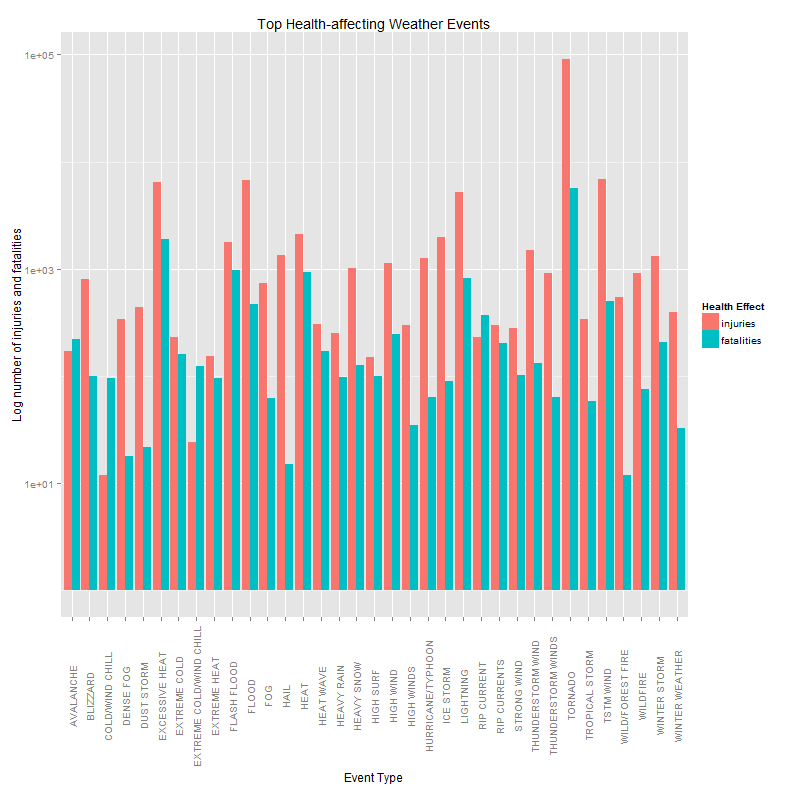 Top Health-affecting Weather Events
1e+05
1e+03
1e+01
Log number of injuries and fatalities
AVALANCHE
BLIZZARD
COLD/WIND CHILL
DENSE FOG
DUST STORM
EXCESSIVE HEAT
EXTREME COLD
EXTREME COLD/WIND CHILL
EXTREME HEAT
FLASH FLOOD
FLOOD
FOG
HAIL
HEAT
HEAT WAVE
HEAVY RAIN
HEAVY SNOW
HIGH SURF
HIGH WIND
HIGH WINDS
HURRICANE/TYPHOON
ICE STORM
LIGHTNING
RIP CURRENT
RIP CURRENTS
STRONG WIND
THUNDERSTORM WIND
THUNDERSTORM WINDS
TORNADO
TROPICAL STORM
TSTM WIND
WILD/FOREST FIRE
WILDFIRE
WINTER STORM
WINTER WEATHER
Event Type
Health Effect
injuries
fatalities